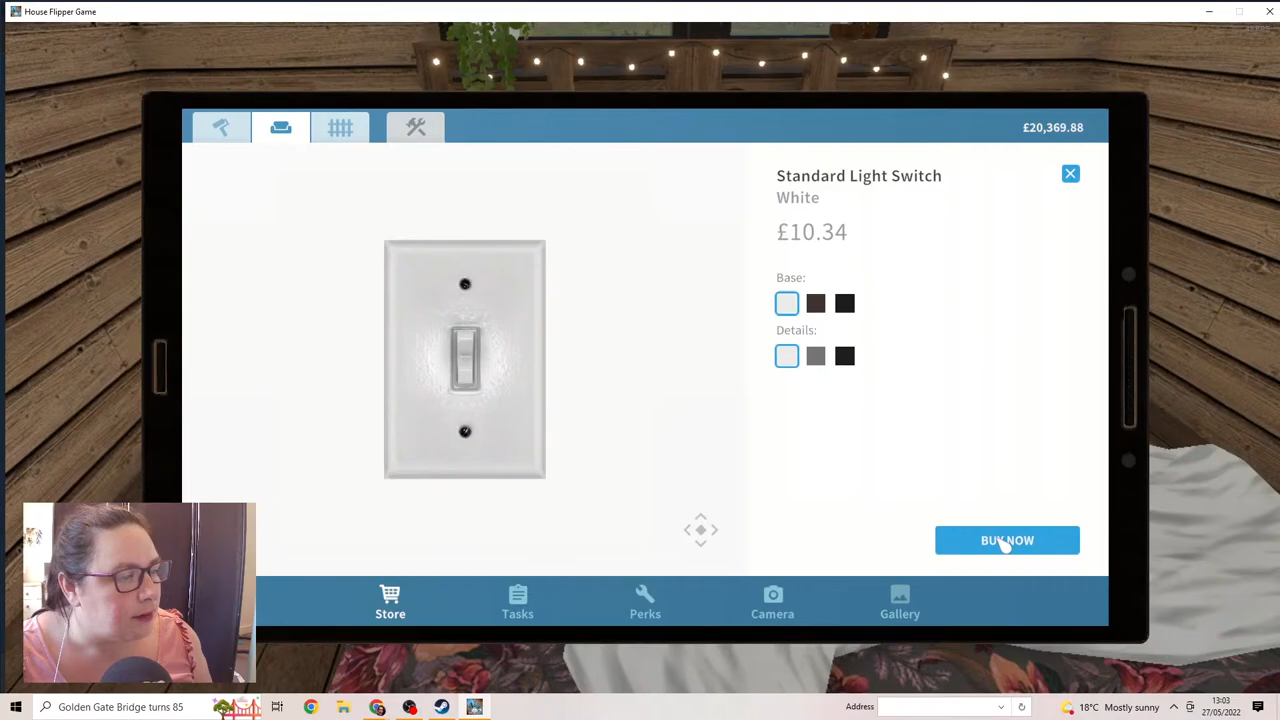 House Flipper Game
£20,369.88
Standard Light Switch
White
£10.34
Base:
Details:
BUY NOW
Store
Tasks
Perks
Camera
Gallery
Golden Gate Bridge turns 85
Address
18°C Mostly sunny
13:03
27/05/2022